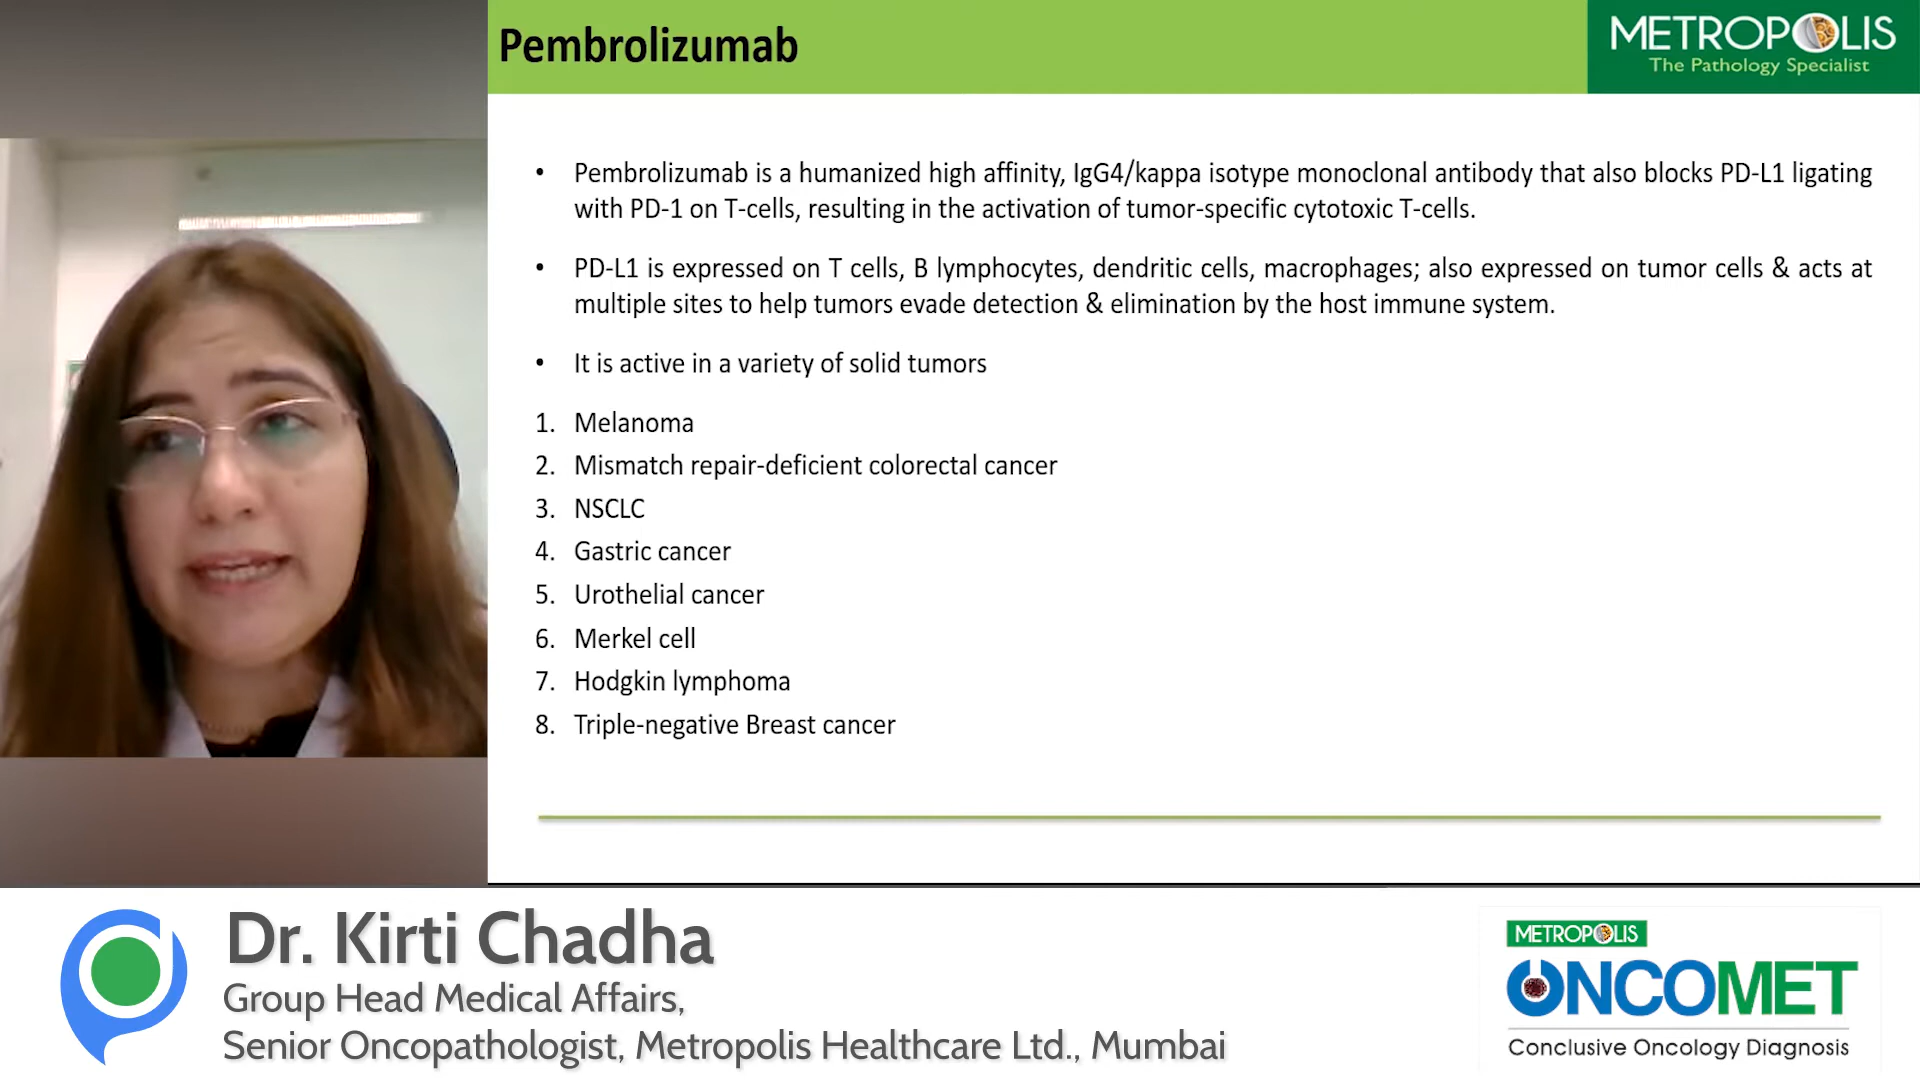 Pembrolizumab
METROPOLIS
The Pathology Specialist
• Pembrolizumab is a humanized high affinity, IgG4/kappa isotype monoclonal antibody that also blocks PD-L1 ligating
with PD-1 on T-cells, resulting in the activation of tumor-specific cytotoxic T-cells.
• PD-L1 is expressed on T cells, B lymphocytes, dendritic cells, macrophages; also expressed on tumor cells & acts at
multiple sites to help tumors evade detection & elimination by the host immune system.
• It is active in a variety of solid tumors
1. Melanoma
2. Mismatch repair-deficient colorectal cancer
3. NSCLC
4. Gastric cancer
5. Urothelial cancer
6. Merkel cell
7. Hodgkin lymphoma
8. Triple-negative Breast cancer
Dr. Kirti Chadha
Group Head Medical Affairs,
Senior Oncopathologist, Metropolis Healthcare Ltd., Mumbai
METROPOLIS
ONCOMET
Conclusive Oncology Diagnosis